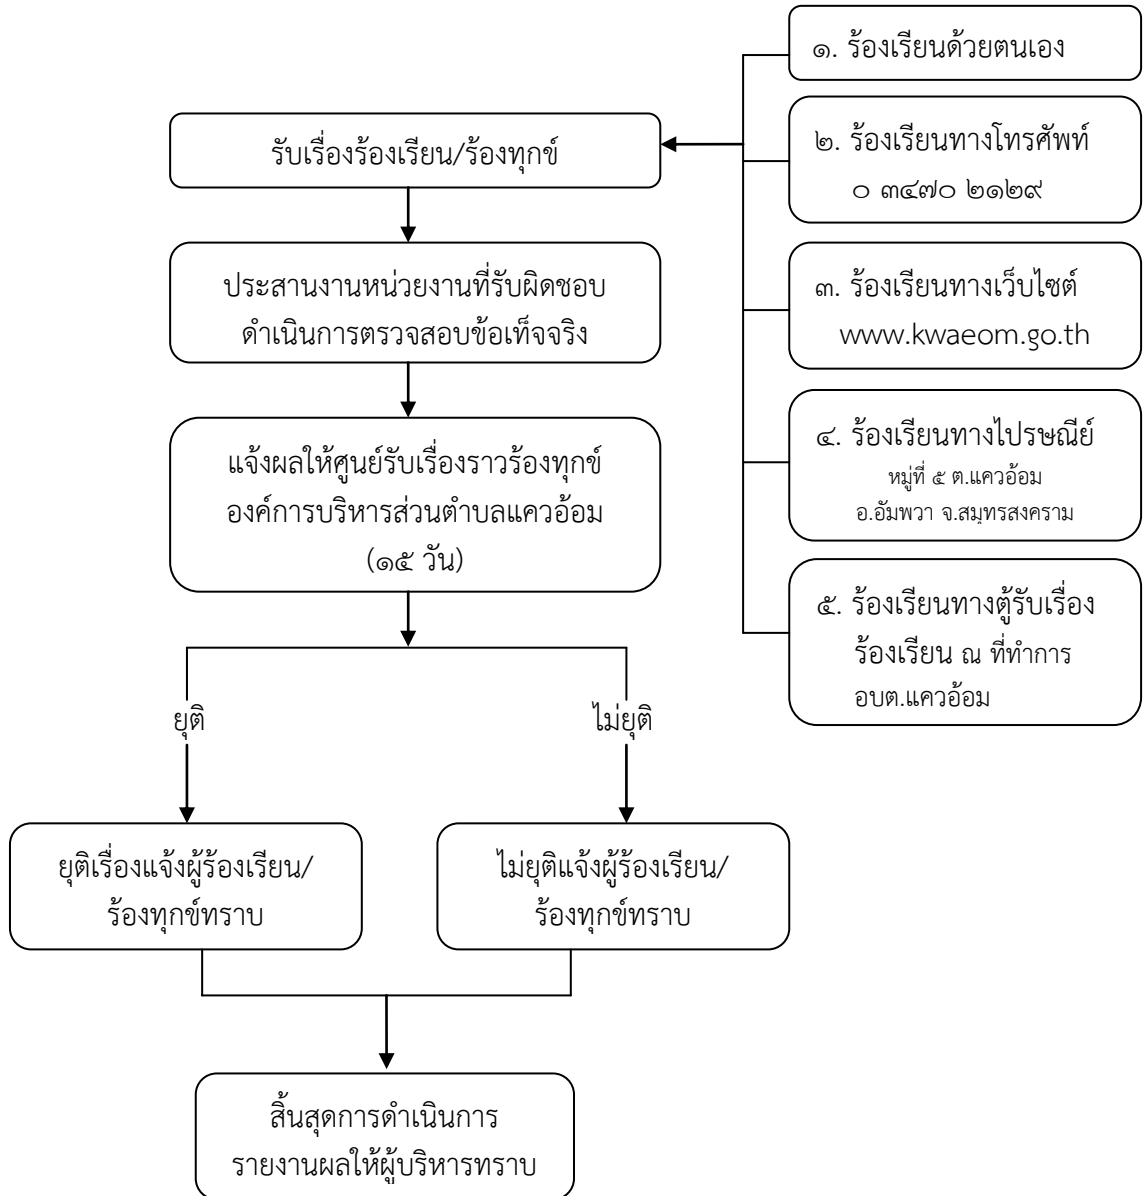 ๑. ร้องเรียนด้วยตนเอง
รับเรื่องร้องเรียน/ร้องทุกข์
๒. ร้องเรียนทางโทรศัพท์
๐ ๓๔๗๐ ๒๑๒๙
ประสานงานหน่วยงานที่รับผิดชอบ
ดำเนินการตรวจสอบข้อเท็จจริง
๓. ร้องเรียนทางเว็บไซต์
www.kwaeom.go.th
แจ้งผลให้ศูนย์รับเรื่องราวร้องทุกข์
องค์การบริหารส่วนตำบลแควอ้อม
(๑๕ วัน)
๔. ร้องเรียนทางไปรษณีย์
หมู่ที่ ๕ ต.แควอ้อม
อ.อัมพวา จ.สมุทรสงคราม
๕. ร้องเรียนทางตู้รับเรื่อง
ร้องเรียน ณ ที่ทำการ
อบต.แควอ้อม
ยุติ
ไม่ยุติ
ยุติเรื่องแจ้งผู้ร้องเรียน/
ร้องทุกข์ทราบ
ไม่ยุติแจ้งผู้ร้องเรียน/
ร้องทุกข์ทราบ
สิ้นสุดการดำเนินการ
รายงานผลให้ผู้บริหารทราบ